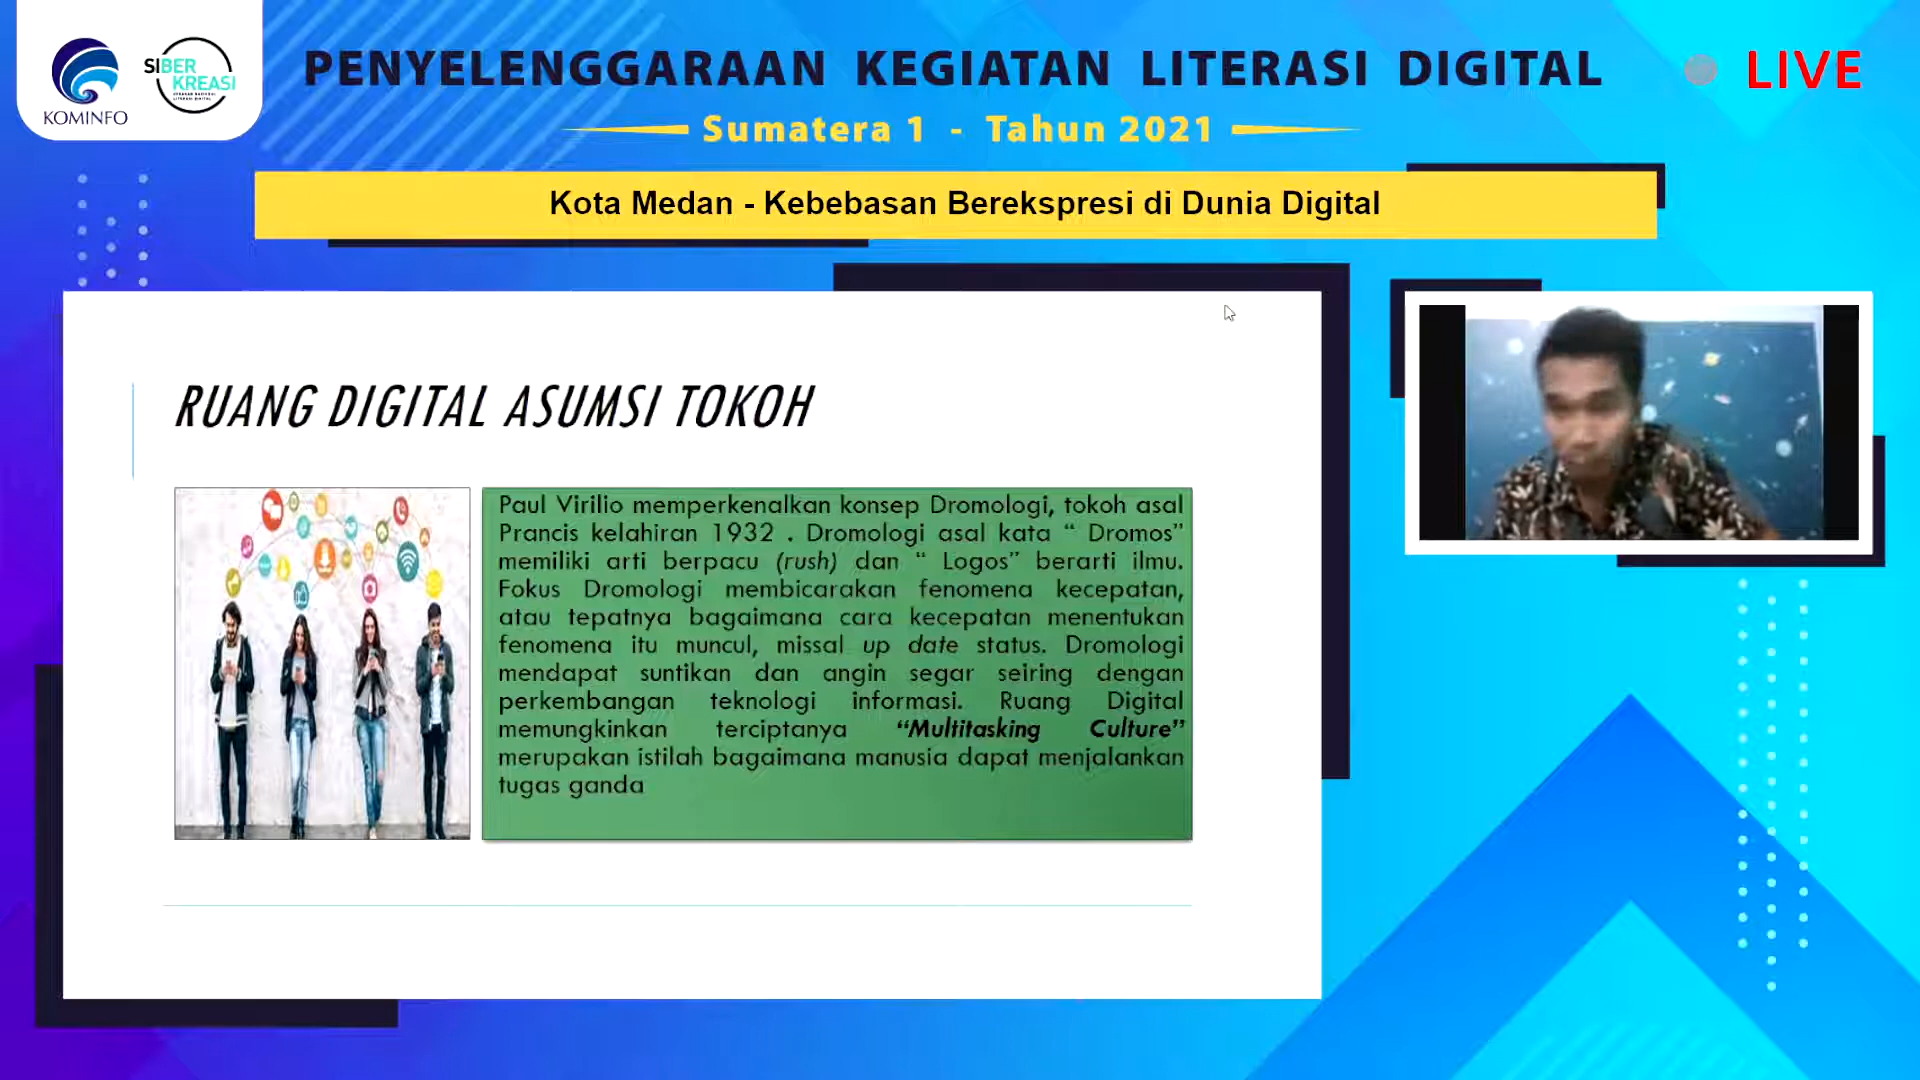 KOMINFO
SIBER
KREASI
PENYELENGGARAAN KEGIATAN LITERASI DIGITAL
LIVE
Sumatera 1 - Tahun 2021
Kota Medan - Kebebasan Berekspresi di Dunia Digital
RUANG DIGITAL ASUMSI TOKOH
Paul Virilio memperkenalkan konsep Dromologi, tokoh asal
Prancis kelahiran 1932 . Dromologi asal kata “ Dromos”
memiliki arti berpacu (rush) dan “ Logos” berarti ilmu.
Fokus Dromologi membicarakan fenomena kecepatan,
atau tepatnya bagaimana cara kecepatan menentukan
fenomena itu muncul, missal up date status. Dromologi
mendapat suntikan dan angin segar seiring dengan
perkembangan teknologi informasi. Ruang Digital
memungkinkan terciptanya “Multitasking Culture”
merupakan istilah bagaimana manusia dapat menjalankan
tugas ganda